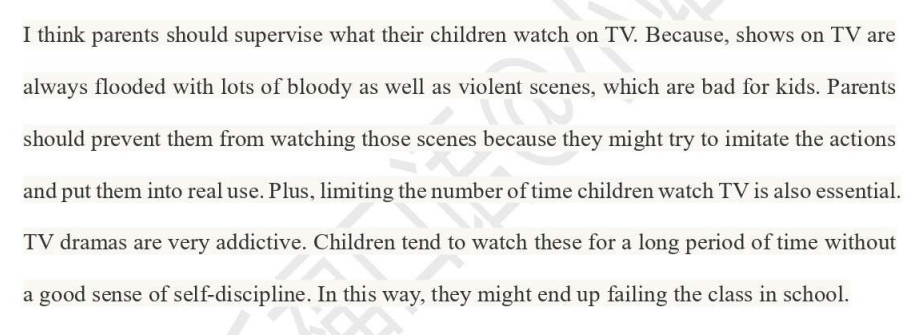 I think parents should supervise what their children watch on TV. Because, shows on TV are
always flooded with lots of bloody as well as violent scenes, which are bad for kids. Parents
should prevent them from watching those scenes because they might try to imitate the actions
and put them into real use. Plus, limiting the number of time children watch TV is also essential.
TV dramas are very addictive. Children tend to watch these for a long period of time without
a good sense of self-discipline. In this way, they might end up failing the class in school.